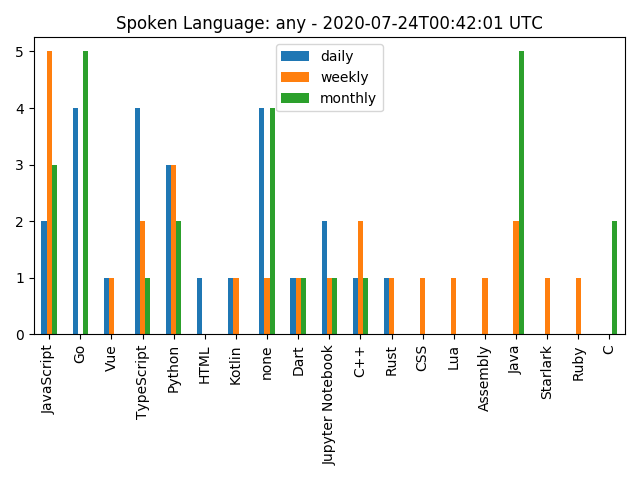 Spoken Language: any - 2020-07-24T00:42:01 UTC
daily
weekly
monthly
5
4
3
2
1
0
JavaScript
Go
Vue
TypeScript
Python
HTML
Kotlin
none
Dart
Jupyter Notebook
C++
Rust
CSS
Lua
Assembly
Java
Starlark
Ruby
C